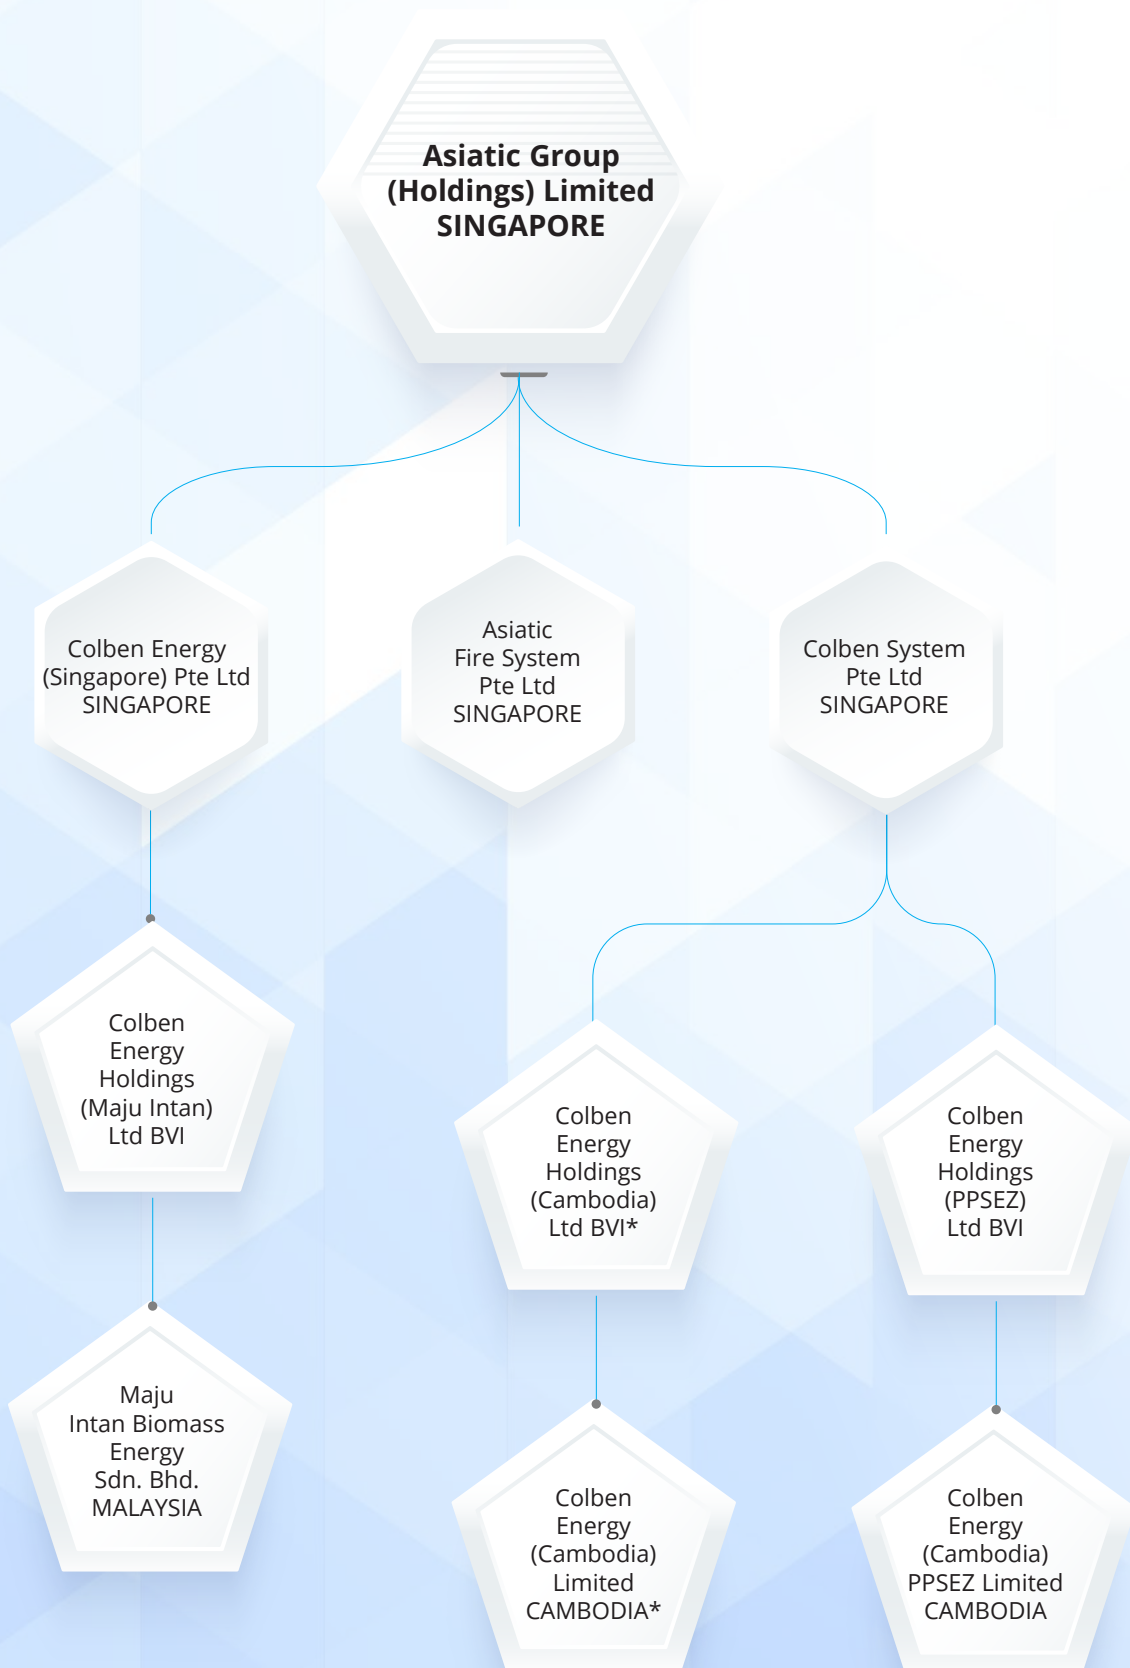 Asiatic Group
(Holdings) Limited
SINGAPORE
Colben Energy
(Singapore) Pte Ltd
SINGAPORE
Asiatic
Fire System
Pte Ltd
SINGAPORE
Colben System
Pte Ltd
SINGAPORE
Colben
Energy
Holdings
(Maju Intan)
Ltd BVI
Colben
Energy
Holdings
(Cambodia)
Ltd BVI*
Colben
Energy
Holdings
(PPSEZ)
Ltd BVI
Maju
Intan Biomass
Energy
Sdn. Bhd.
MALAYSIA
Colben
Energy
(Cambodia)
Limited
CAMBODIA*
Colben
Energy
(Cambodia)
PPSEZ Limited
CAMBODIA